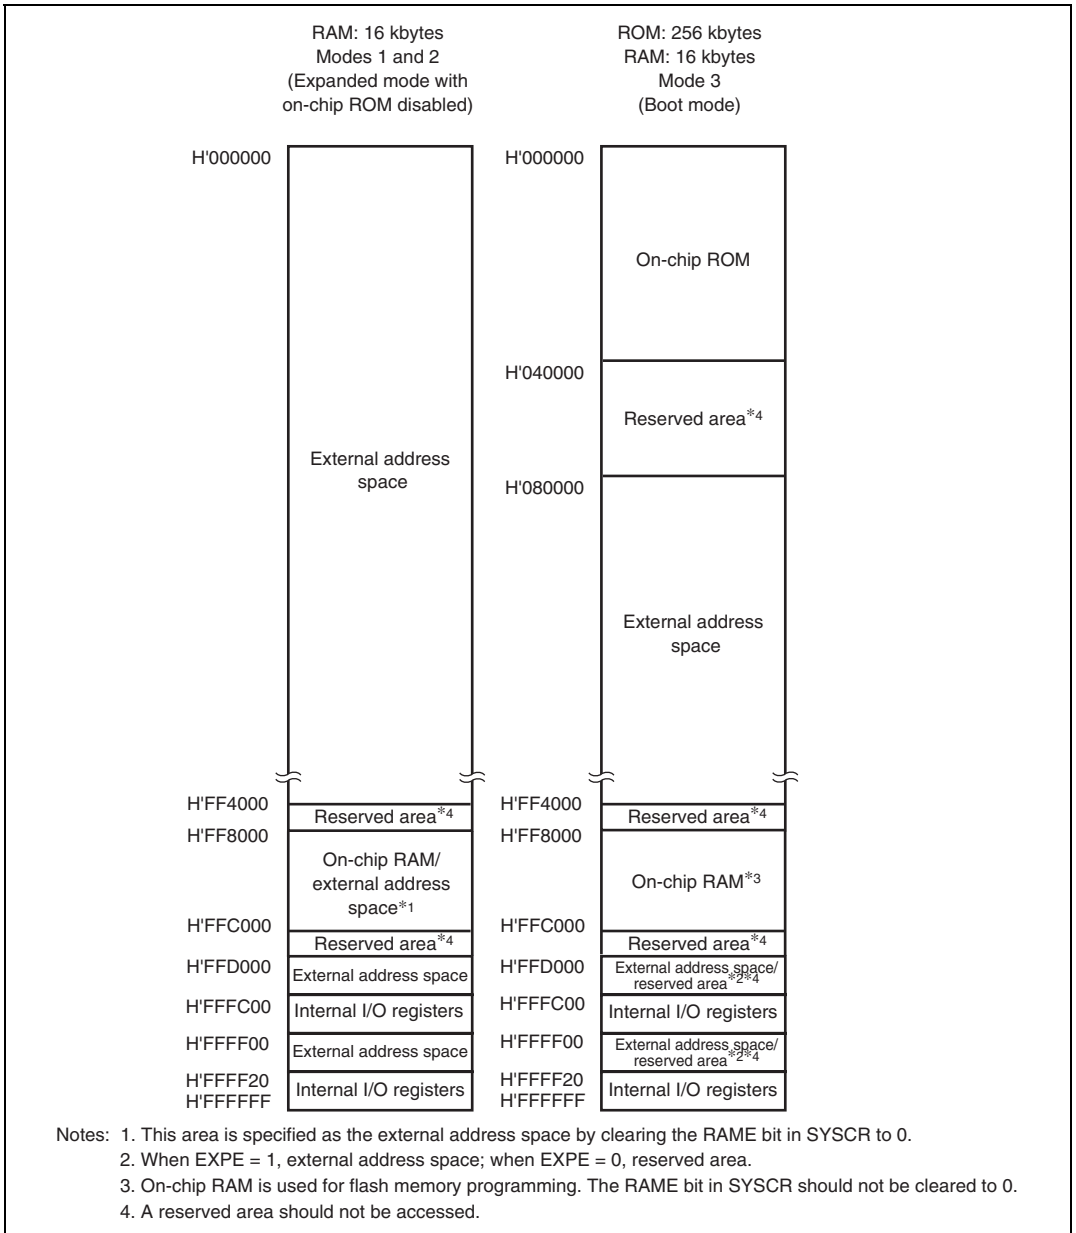 RAM: 16 kbytes
Modes 1 and 2
(Expanded mode with
on-chip ROM disabled)
H'000000
External address
space
H'FF4000
Reserved area*4
H'FF8000
On-chip RAM/
external address
space*1
H'FFC000
Reserved area*4
H'FFD000
External address space
H'FFFC00
Internal I/O registers
H'FFFF00
External address space
H'FFFF20
Internal I/O registers
H'FFFFFF
ROM: 256 kbytes
RAM: 16 kbytes
Mode 3
(Boot mode)
H'000000
On-chip ROM
H'040000
Reserved area*4
H'080000
External address
space
H'FF4000
Reserved area*4
H'FF8000
On-chip RAM*3
H'FFC000
Reserved area*4
H'FFD000
External address space/
reserved area*2*4
H'FFFC00
Internal I/O registers
H'FFFF00
External address space/
reserved area*2*4
H'FFFF20
Internal I/O registers
H'FFFFFF
Notes: 1. This area is specified as the external address space by clearing the RAME bit in SYSCR to 0.
2. When EXPE = 1, external address space; when EXPE = 0, reserved area.
3. On-chip RAM is used for flash memory programming. The RAME bit in SYSCR should not be cleared to 0.
4. A reserved area should not be accessed.